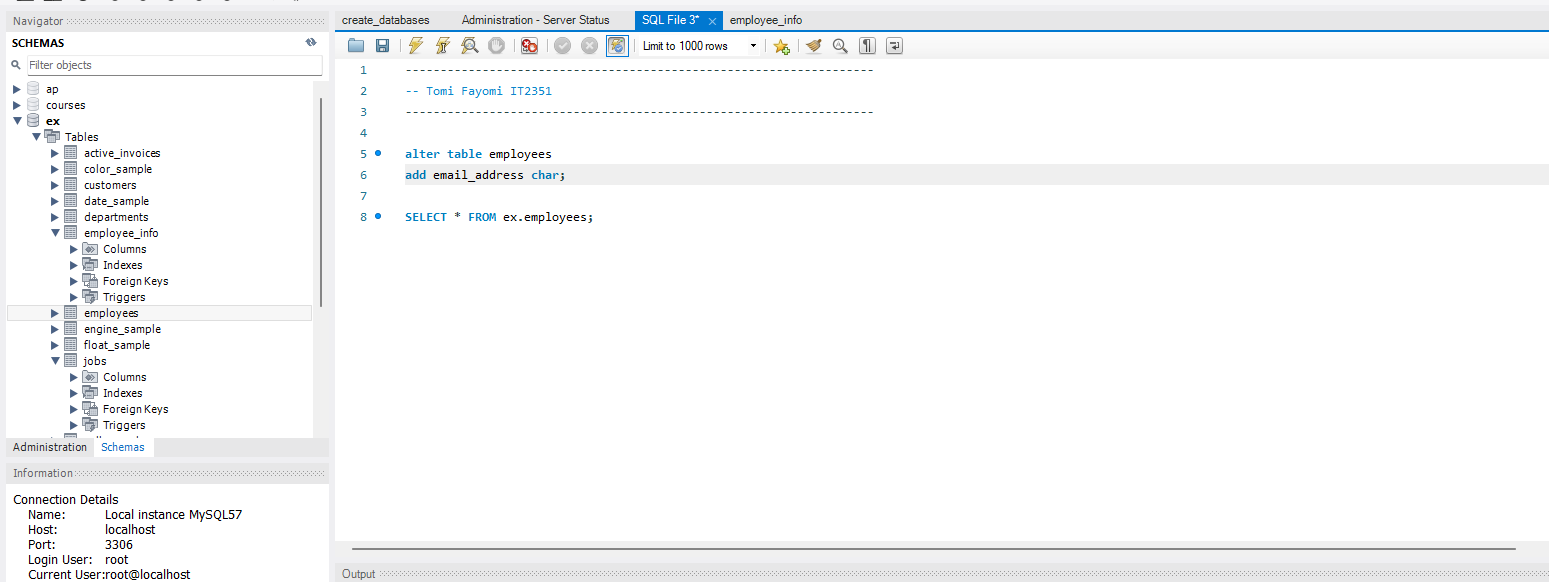 Navigator
SCHEMAS
Filter objects
ap
courses
ex
Tables
active_invoices
color_sample
customers
date_sample
departments
employee_info
Columns
Indexes
Foreign Keys
Triggers
employees
engine_sample
float_sample
jobs
Columns
Indexes
Foreign Keys
Triggers
Administration Schemas
Information
Connection Details
Name: Local instance MySQL57
Host: localhost
Port: 3306
Login User: root
Current User:root@localhost
create_databases Administration - Server Status SQL File 3* employee_info
Limit to 1000 rows
1 -------------------------------------------------------------------
2 -- Tomi Fayomi IT2351
3 -------------------------------------------------------------------
4
5 alter table employees
6 add email_address char;
7
8 SELECT * FROM ex.employees;
Output